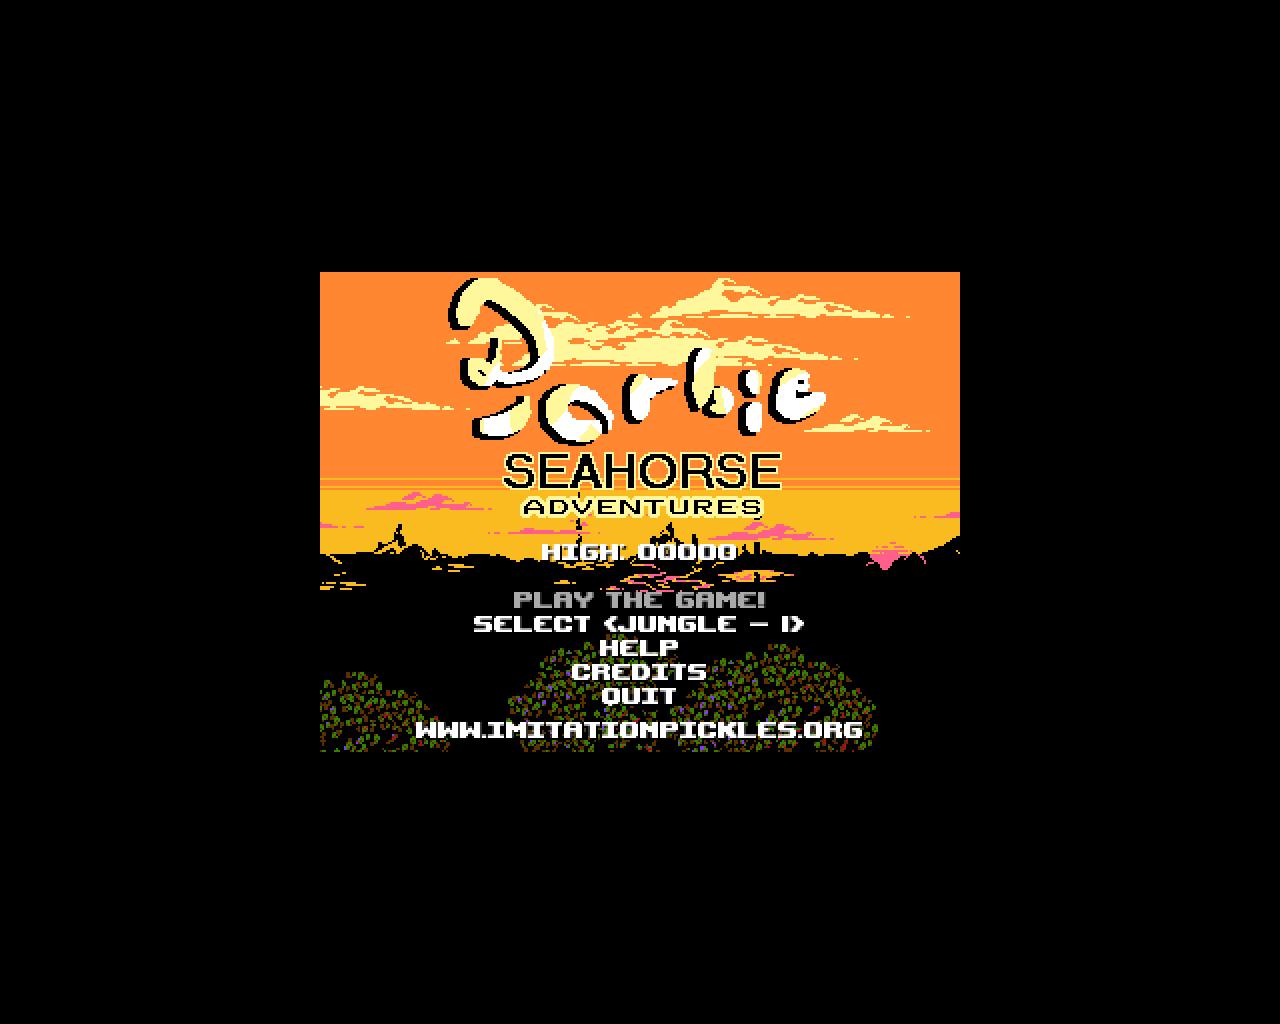 Barbie
SEAHORSE
ADVENTURES
HIGH: 00000
PLAY THE GAME!
SELECT <JUNGLE - 1>
HELP
CREDITS
QUIT
WWW.IMITATIONPICKLES.ORG